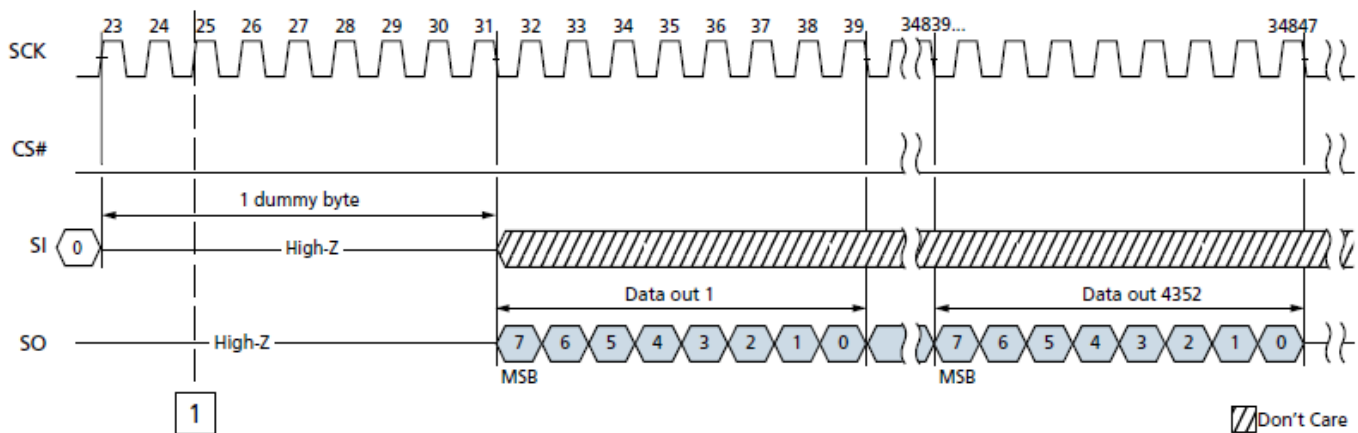 23 24 25 26 27 28 29 30 31 32 33 34 35 36 37 38 39 34839... 34847
SCK
CS#
1 dummy byte
SI 0 High-Z
Data out 1 Data out 4352
SO High-Z 7 6 5 4 3 2 1 0 7 6 5 4 3 2 1 0
MSB MSB
1
Don't Care